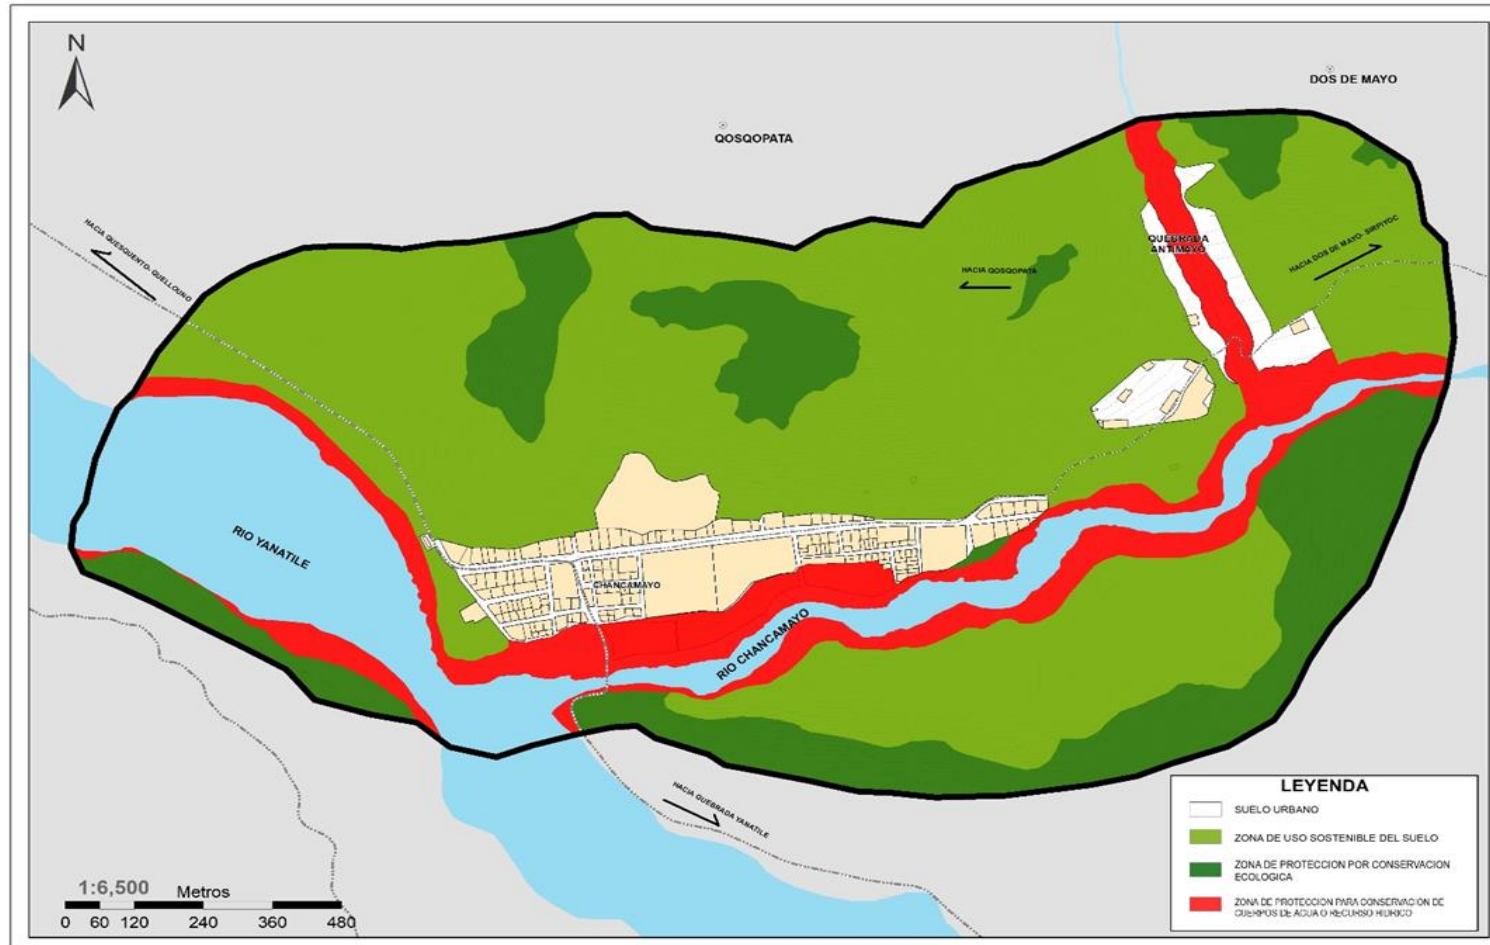 N
DOS DE MAYO
QOSQOPATA
HACIA QUESQUENTO- QUELLOUNO
QUEBRADA
ANTIMAYO
HACIA DOS DE MAYO- SIRPIYOC
HACIA QOSQOPATA
RIO YANATILE
CHANCAMAYO
RIO CHANCAMAYO
HACIA QUEBRADA YANATILE
LEYENDA
SUELO URBANO
ZONA DE USO SOSTENIBLE DEL SUELO
ZONA DE PROTECCION POR CONSERVACION
ECOLOGICA
ZONA DE PROTECCION PARA CONSERVACION DE
CUERPOS DE AGUA O RECURSO HIDRICO
1:6,500 Metros
0 60 120 240 360 480